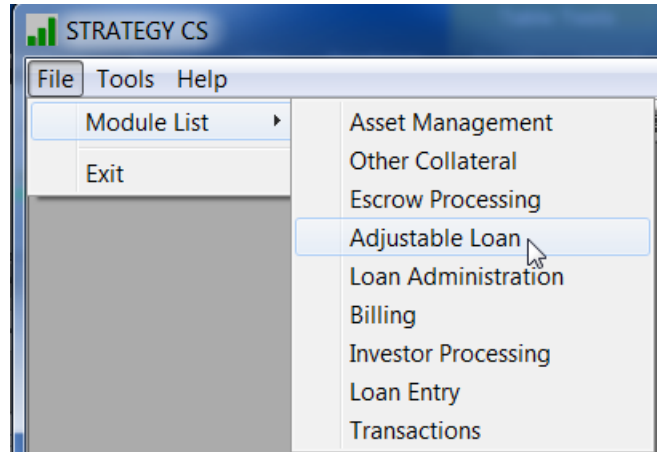 STRATEGY CS
File Tools Help
Module List
Exit
Asset Management
Other Collateral
Escrow Processing
Adjustable Loan
Loan Administration
Billing
Investor Processing
Loan Entry
Transactions